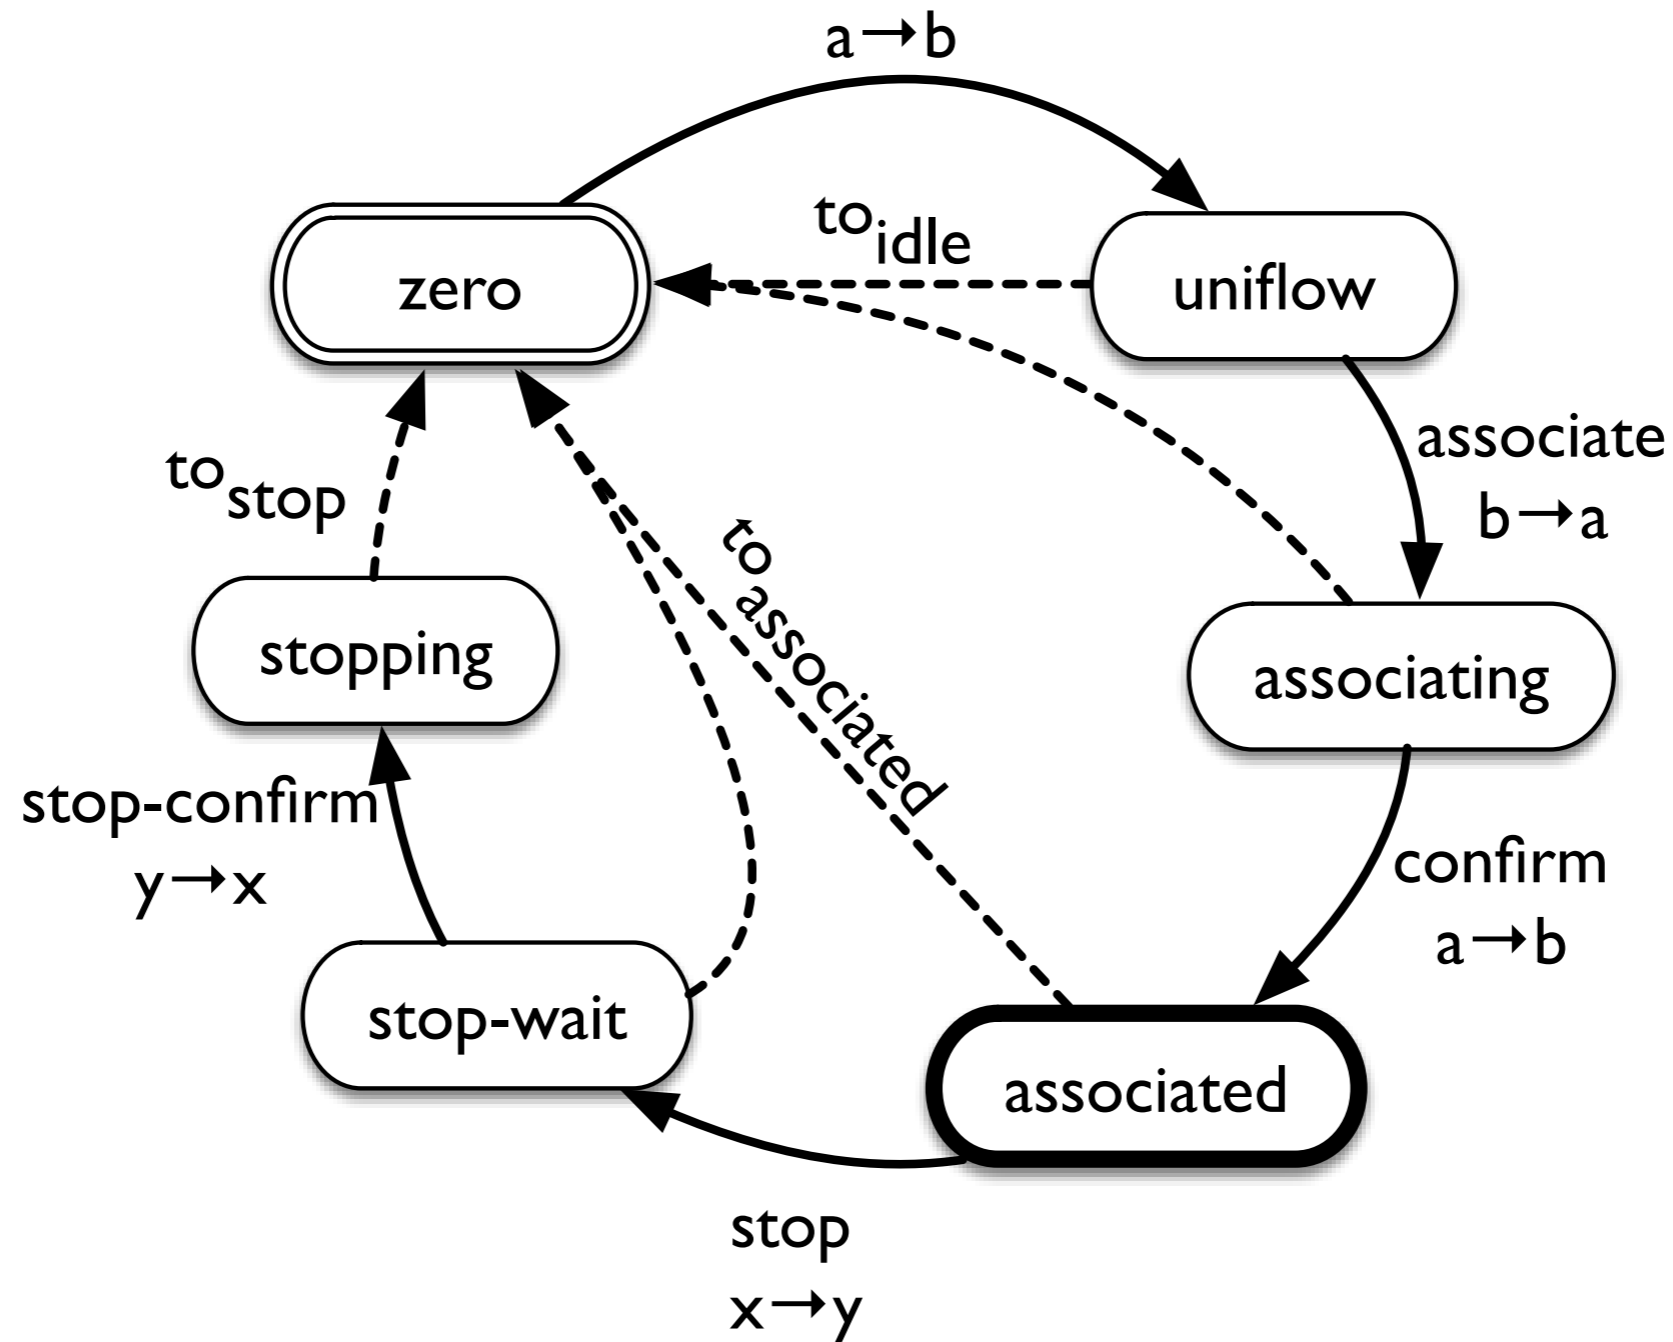 a→b
zero
to idle
uniflow
associate
b→a
to stop
to associated
stopping
associating
stop-confirm
y→x
confirm
a→b
stop-wait
associated
stop
x→y